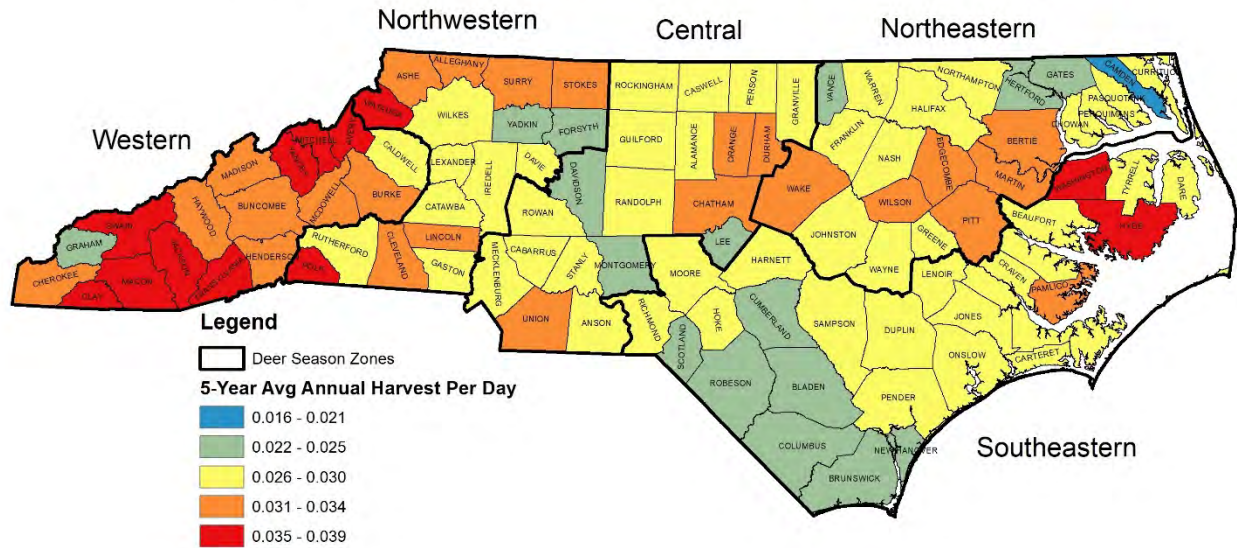 Northwestern
Central
Northeastern
Western
Southeastern
ASHE
ALLEGHANY
SURRY
STOKES
ROCKINGHAM
CASWELL
PERSON
GRANVILLE
VANCE
WARREN
NORTHAMPTON
HERTFORD
GATES
CAMDEN
CURRITUCK
PASQUOTANK
PERQUIMANS
CHOWAN
WATAUGA
WILKES
YADKIN
FORSYTH
GUILFORD
ALAMANCE
ORANGE
DURHAM
FRANKLIN
HALIFAX
BERTIE
MITCHELL
AVERY
YANCEY
CALDWELL
ALEXANDER
IREDELL
DAVIE
DAVIDSON
RANDOLPH
CHATHAM
WAKE
NASH
EDGECOMBE
MARTIN
WASHINGTON
TYRRELL
DARE
MADISON
BUNCOMBE
MCDOWELL
BURKE
CATAWBA
ROWAN
WILSON
PITT
BEAUFORT
HYDE
HAYWOOD
SWAIN
GRAHAM
CHEROKEE
CLAY
MACON
JACKSON
TRANSYLVANIA
HENDERSON
POLK
RUTHERFORD
CLEVELAND
LINCOLN
GASTON
MECKLENBURG
CABARRUS
STANLY
MONTGOMERY
LEE
MOORE
HARNETT
JOHNSTON
WAYNE
GREENE
LENOIR
CRAVEN
PAMLICO
UNION
ANSON
RICHMOND
HOKE
SCOTLAND
CUMBERLAND
SAMPSON
DUPLIN
JONES
ONSLOW
CARTERET
ROBESON
BLADEN
PENDER
COLUMBUS
BRUNSWICK
NEW HANOVER
Legend
Deer Season Zones
5-Year Avg Annual Harvest Per Day
0.016 - 0.021
0.022 - 0.025
0.026 - 0.030
0.031 - 0.034
0.035 - 0.039